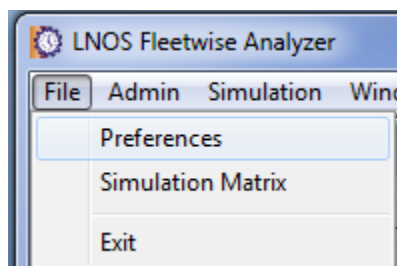 LNOS Fleetwise Analyzer
File Admin Simulation
Preferences
Simulation Matrix
Exit